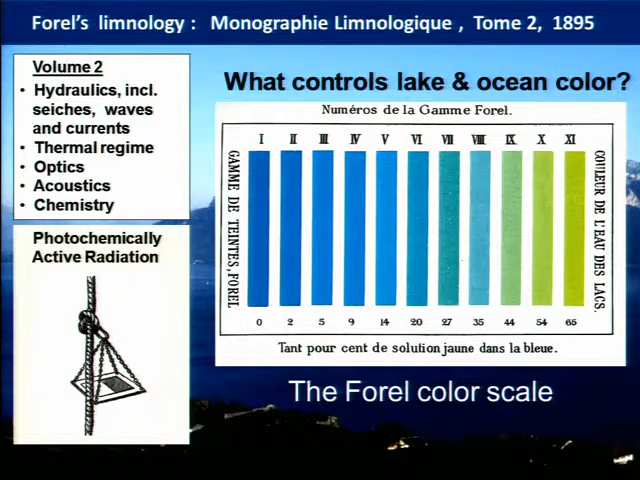 Forel's limnology : Monographie Limnologique , Tome 2, 1895
Volume 2
• Hydraulics, incl.
seiches, waves
and currents
• Thermal regime
• Optics
• Acoustics
• Chemistry
Photochemically
Active Radiation
What controls lake & ocean color?
Numéros de la Gamme Forel.
I II III IV V VI VII VIII IX X XI
GAMME DE TEINTES, FOREL
COULEUR DE L'EAU DES LACS.
0 2 5 9 14 20 27 35 44 54 65
Tant pour cent de solution jaune dans la bleue.
The Forel color scale